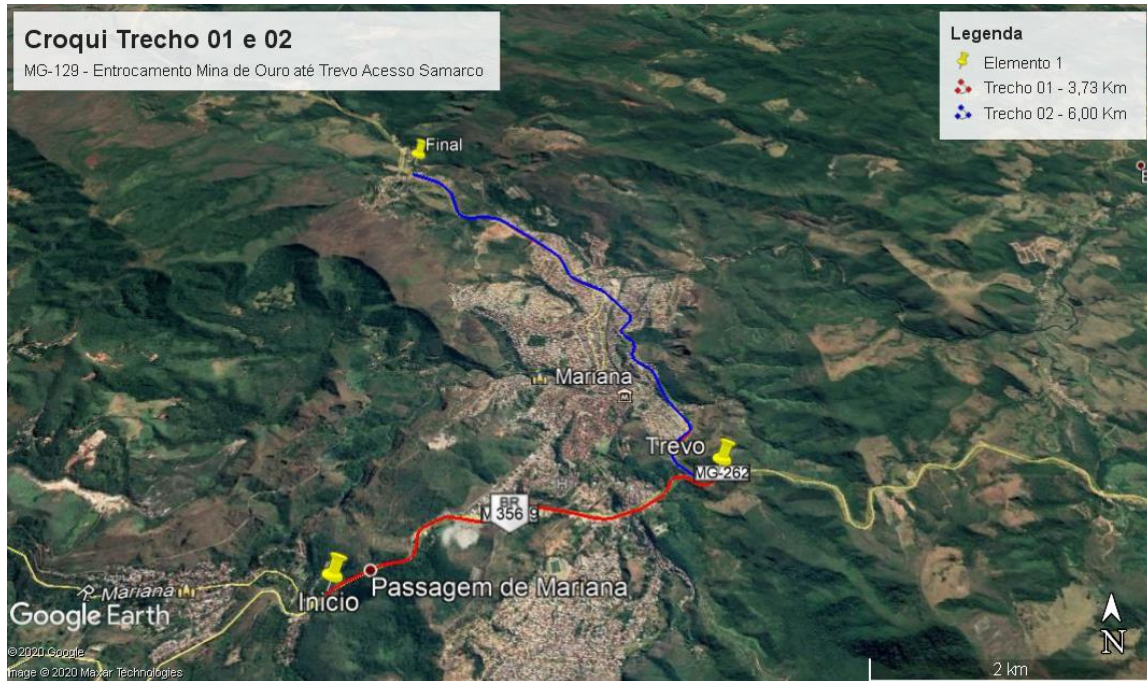 Croqui Trecho 01 e 02
MG-129 - Entrocamento Mina de Ouro até Trevo Acesso Samarco
Legenda
Elemento 1
Trecho 01 - 3,73 Km
Trecho 02 - 6,00 Km
Final
Mariana
Trevo
MG-262
BR
356
Passagem de Mariana
Início
Mariana
Google Earth
© 2020 Google
Image © 2020 Maxar Technologies
N
2 km